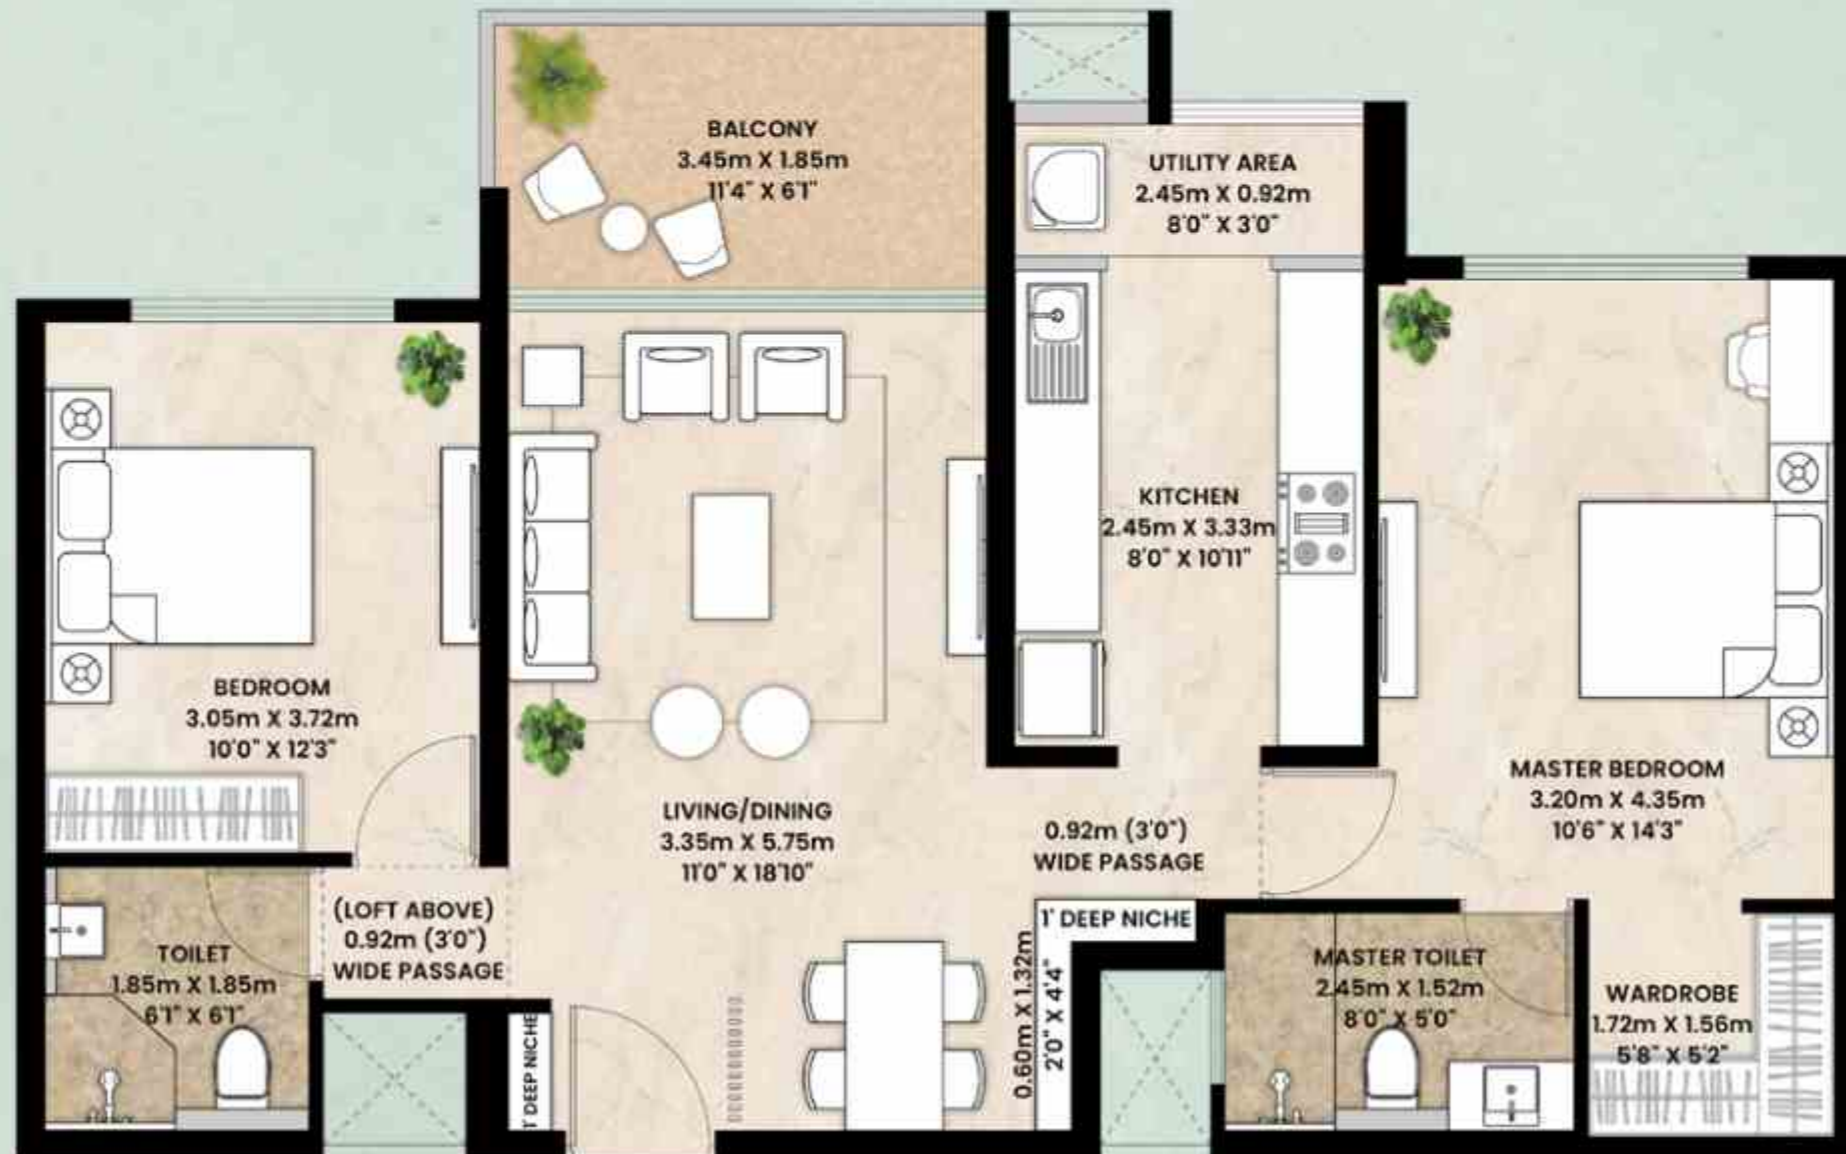 BALCONY
3.45m X 1.85m
11'4" X 6'1"
UTILITY AREA
2.45m X 0.92m
8'0" X 3'0"
KITCHEN
2.45m X 3.33m
8'0" X 10'11"
BEDROOM
3.05m X 3.72m
10'0" X 12'3"
LIVING/DINING
3.35m X 5.75m
11'0" X 18'10"
0.92m (3'0")
WIDE PASSAGE
MASTER BEDROOM
3.20m X 4.35m
10'6" X 14'3"
(LOFT ABOVE)
0.92m (3'0")
WIDE PASSAGE
TOILET
1.85m X 1.85m
6'1" X 6'1"
1' DEEP NICHE
0.60m X 1.32m
2'0" X 4'4"
1' DEEP NICHE
MASTER TOILET
2.45m X 1.52m
8'0" X 5'0"
WARDROBE
1.72m X 1.56m
5'8" X 5'2"